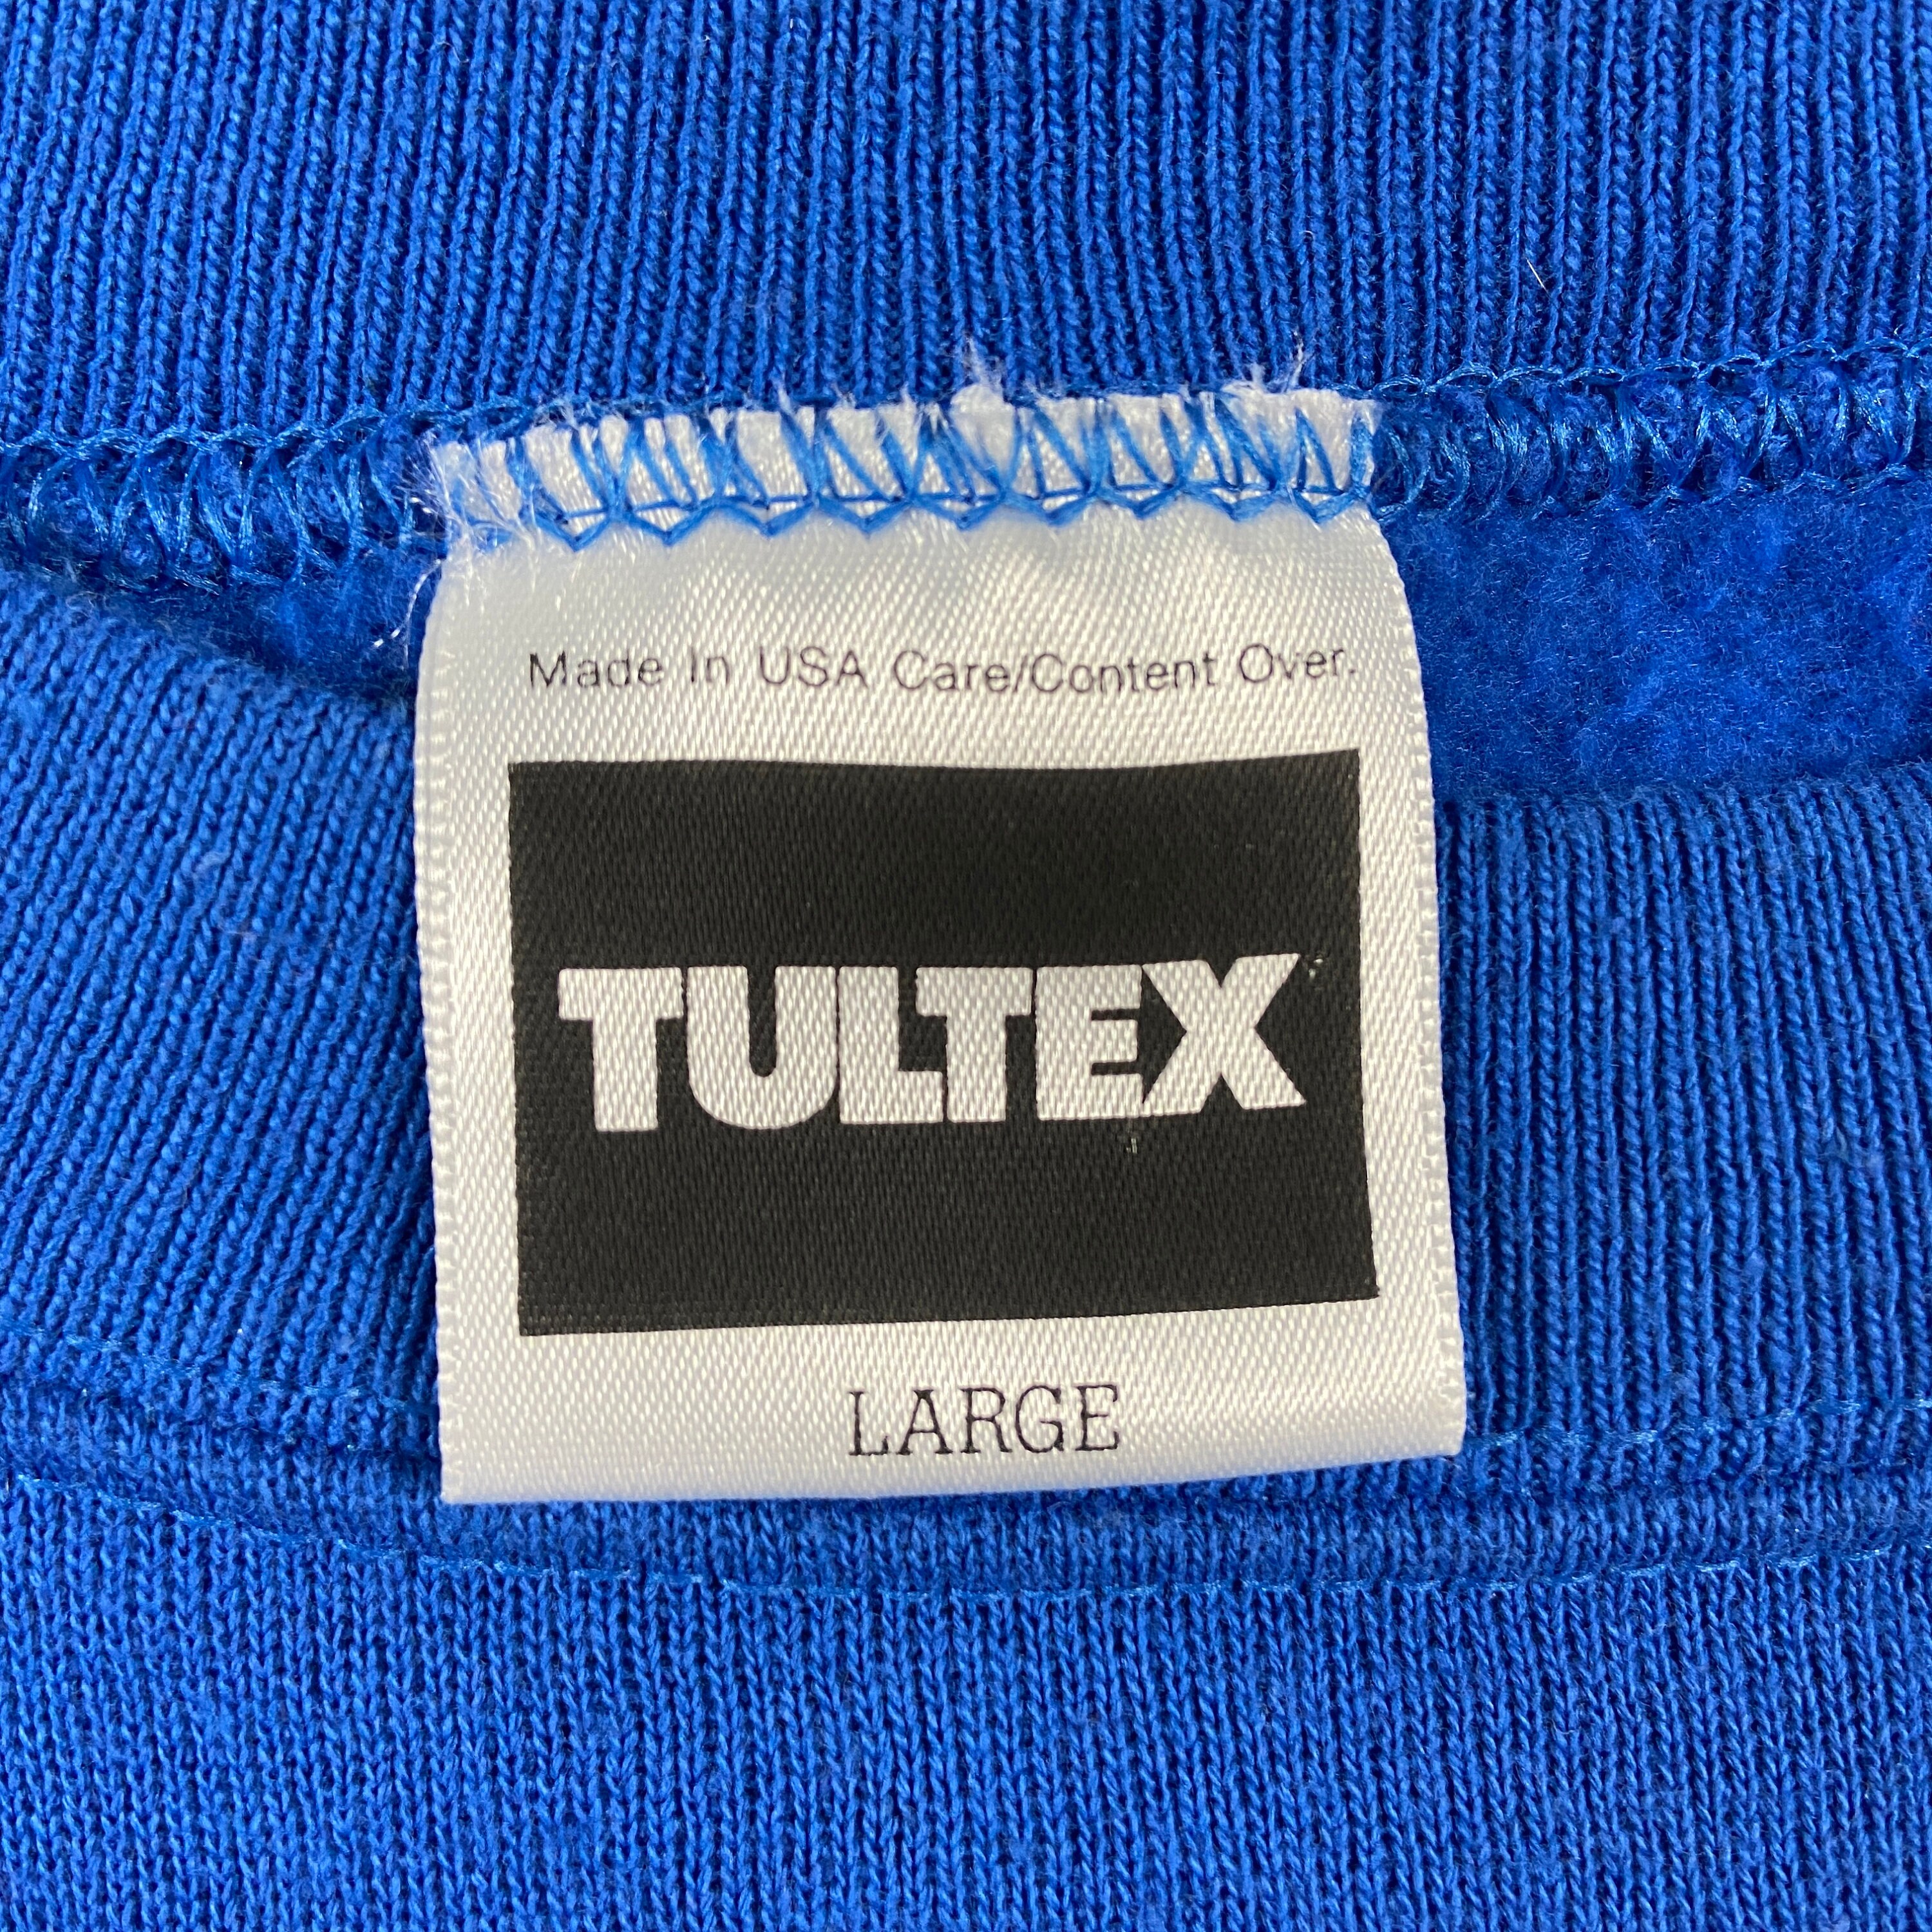 Made In USA Care/Content Over.
TULTEX
LARGE